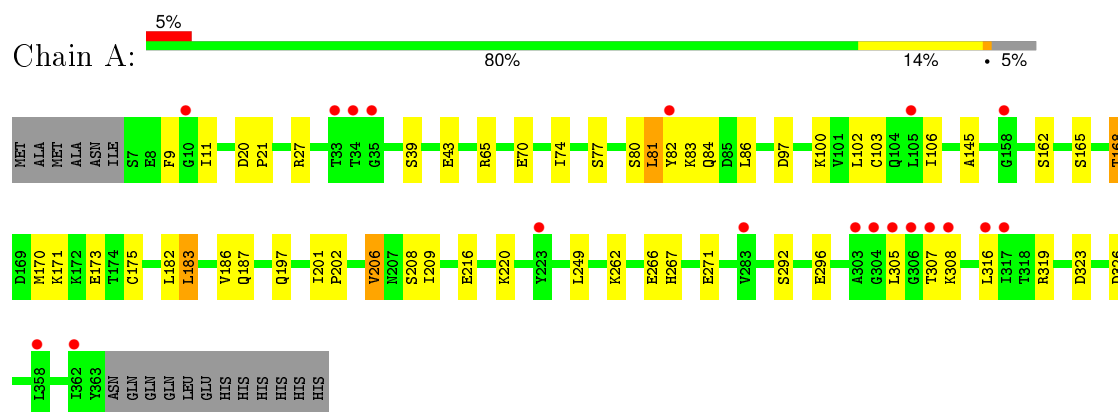 5%
Chain A:
80% 14% • 5%
MET ALA MET ALA ASN ILE S7 E8 F9 G10 I11 D20 P21 R27 T33 T34 G35 S39 E43 R65 E70 I74 S77 S80 L81 Y82 K83 Q84 D85 L86 D97 K100 V101 L102 C103 Q104 L105 I106 A145 G158 S162 S165 T168
D169 M170 K171 K172 E173 T174 C175 L182 L183 V186 Q187 Q197 I201 P202 V206 N207 S208 I209 E216 K220 Y223 L249 K262 E266 H267 E271 V283 S292 E296 A303 G304 L305 G306 T307 K308 L316 I317 T318 R319 D323
L358 I362 Y363 ASN GLN GLN GLN LEU GLU HIS HIS HIS HIS HIS HIS